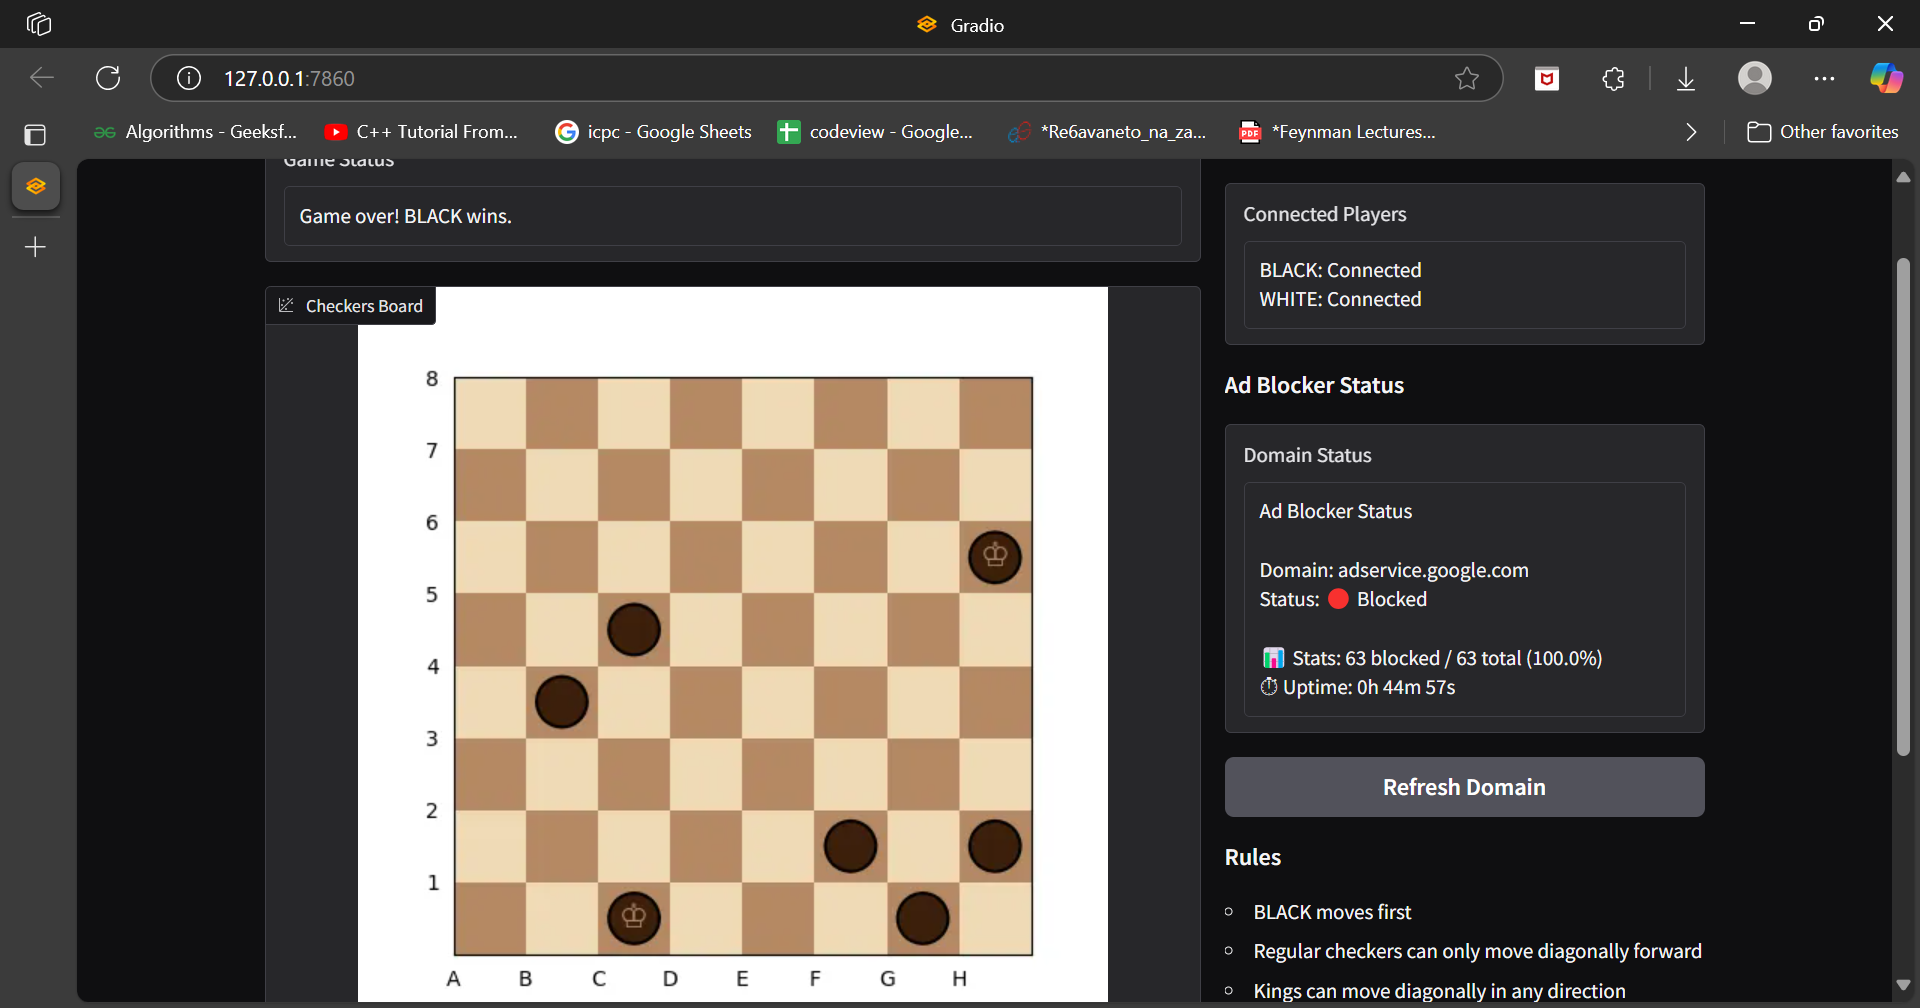 Gradio
127.0.0.1:7860
Algorithms - Geeksf...
C++ Tutorial From...
icpc - Google Sheets
codeview - Google...
*Re6avaneto_na_za...
*Feynman Lectures...
Other favorites
Game Status
Game over! BLACK wins.
Checkers Board
8
7
6
5
4
3
2
1
A B C D E F G H
Connected Players
BLACK: Connected
WHITE: Connected
Ad Blocker Status
Domain Status
Ad Blocker Status
Domain: adservice.google.com
Status: 🔴 Blocked
📊 Stats: 63 blocked / 63 total (100.0%)
⏱ Uptime: 0h 44m 57s
Refresh Domain
Rules
BLACK moves first
Regular checkers can only move diagonally forward
Kings can move diagonally in any direction